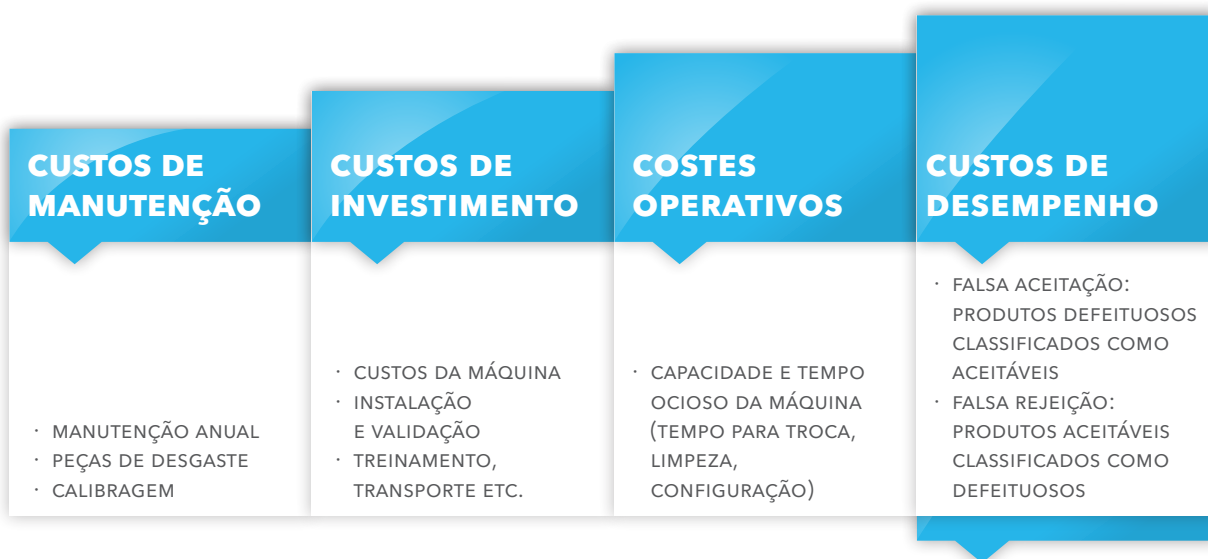 CUSTOS DE
MANUTENÇÃO
· MANUTENÇÃO ANUAL
· PEÇAS DE DESGASTE
· CALIBRAGEM
CUSTOS DE
INVESTIMENTO
· CUSTOS DA MÁQUINA
· INSTALAÇÃO
E VALIDAÇÃO
· TREINAMENTO,
TRANSPORTE ETC.
COSTES
OPERATIVOS
· CAPACIDADE E TEMPO
OCIOSO DA MÁQUINA
(TEMPO PARA TROCA,
LIMPEZA,
CONFIGURAÇÃO)
CUSTOS DE
DESEMPENHO
· FALSA ACEITAÇÃO:
PRODUTOS DEFEITUOSOS
CLASSIFICADOS COMO
ACEITÁVEIS
· FALSA REJEIÇÃO:
PRODUTOS ACEITÁVEIS
CLASSIFICADOS COMO
DEFEITUOSOS